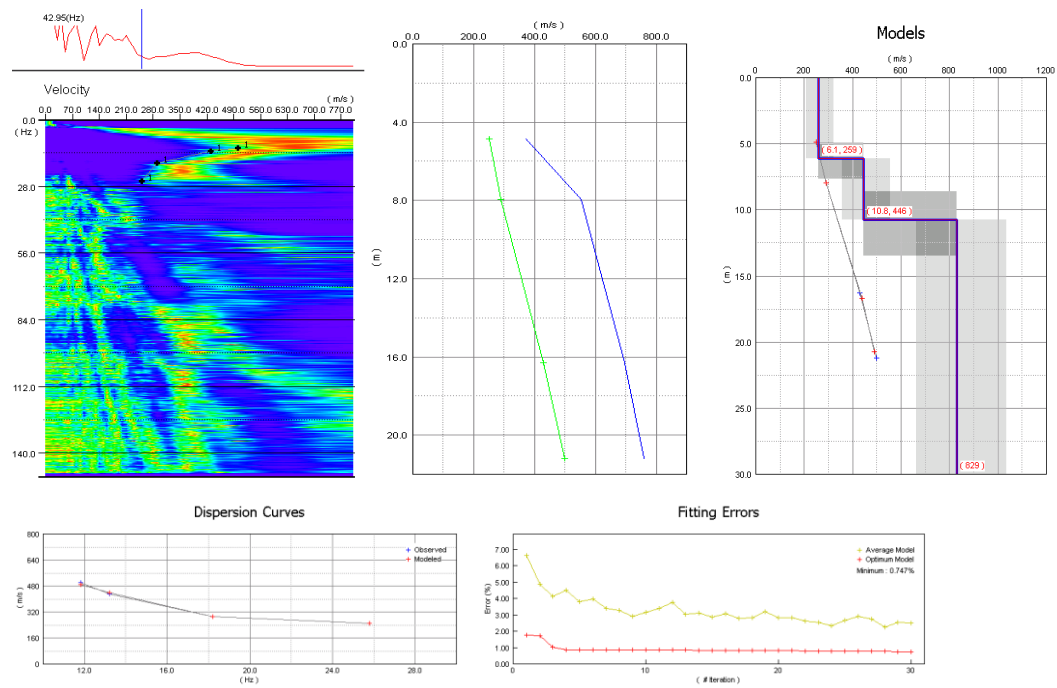 42.95(Hz)
Velocity
( m/s )
0.0 70.0 140.0 210.0 280.0 350.0 420.0 490.0 560.0 630.0 700.0 770.0
0.0
( Hz )
28.0
56.0
84.0
112.0
140.0
1
1
1
1
( m/s )
200.0 400.0 600.0 800.0
0.0
4.0
8.0
( m )
12.0
16.0
20.0
Models
( m/s )
0 200 400 600 800 1000 1200
0.0
5.0
10.0
( m )
15.0
20.0
25.0
30.0
( 6.1, 259 )
( 10.8, 446 )
( 829 )
Dispersion Curves
800
640
480
(m/s)
320
160
0
12.0 16.0 20.0 24.0 28.0
( Hz )
Observed
Modeled
Fitting Errors
7.00
6.00
5.00
4.00
Error (%)
3.00
2.00
1.00
0.00
0 10 20 30
( # Iteration )
Average Model
Optimum Model
Minimum : 0.747%